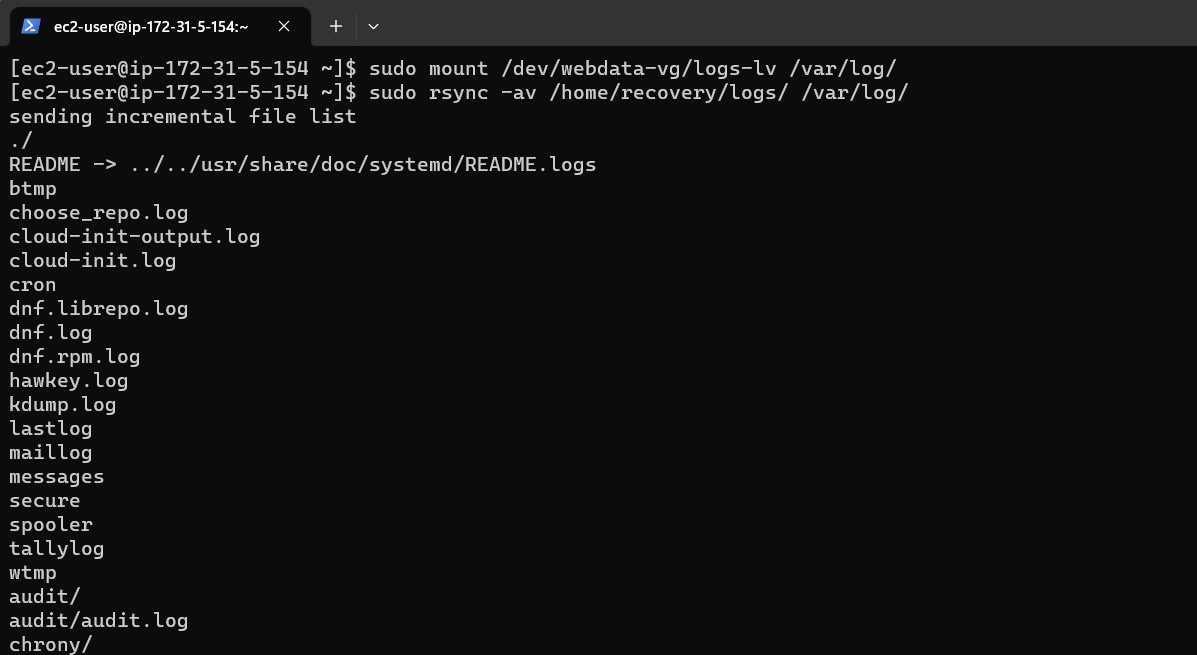 ec2-user@ip-172-31-5-154:~
[ec2-user@ip-172-31-5-154 ~]$ sudo mount /dev/webdata-vg/logs-lv /var/log/
[ec2-user@ip-172-31-5-154 ~]$ sudo rsync -av /home/recovery/logs/ /var/log/
sending incremental file list
./
README -> ../../usr/share/doc/systemd/README.logs
btmp
choose_repo.log
cloud-init-output.log
cloud-init.log
cron
dnf.librepo.log
dnf.log
dnf.rpm.log
hawkey.log
kdump.log
lastlog
maillog
messages
secure
spooler
tallylog
wtmp
audit/
audit/audit.log
chrony/